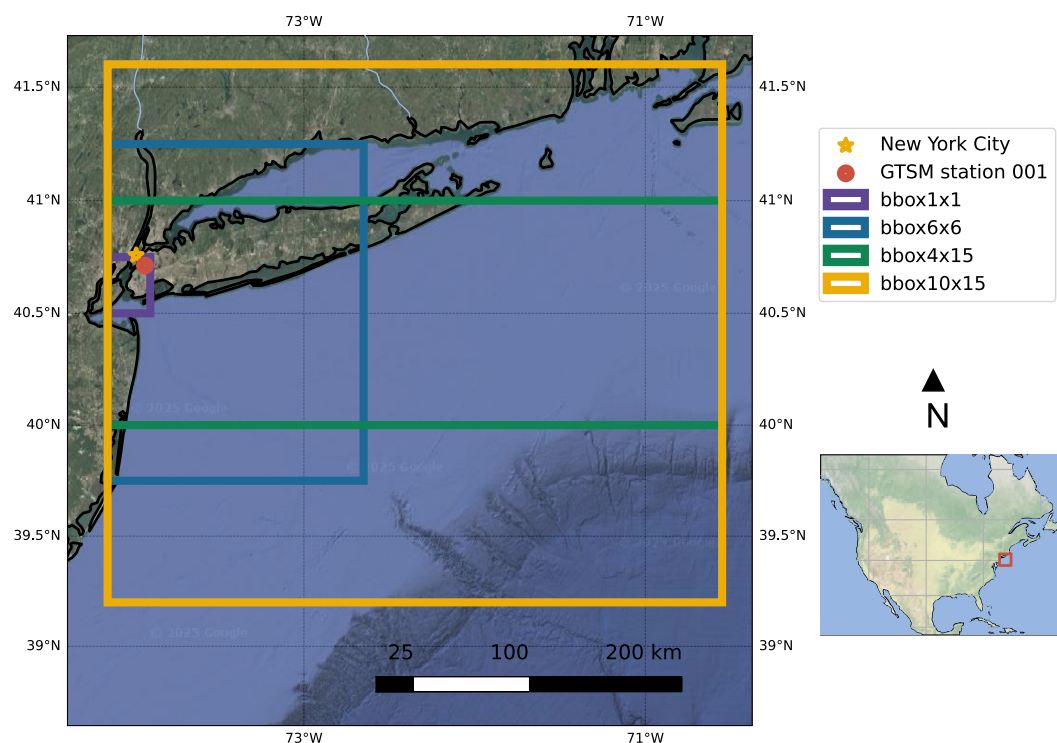 73°W 71°W
41.5°N 41.5°N
41°N 41°N
40.5°N 40.5°N
40°N 40°N
39.5°N 39.5°N
39°N 39°N
73°W 71°W
© 2025 Google
© 2025 Google
© 2025 Google
© 2025 Google
25 100 200 km
New York City
GTSM station 001
bbox1x1
bbox6x6
bbox4x15
bbox10x15
N